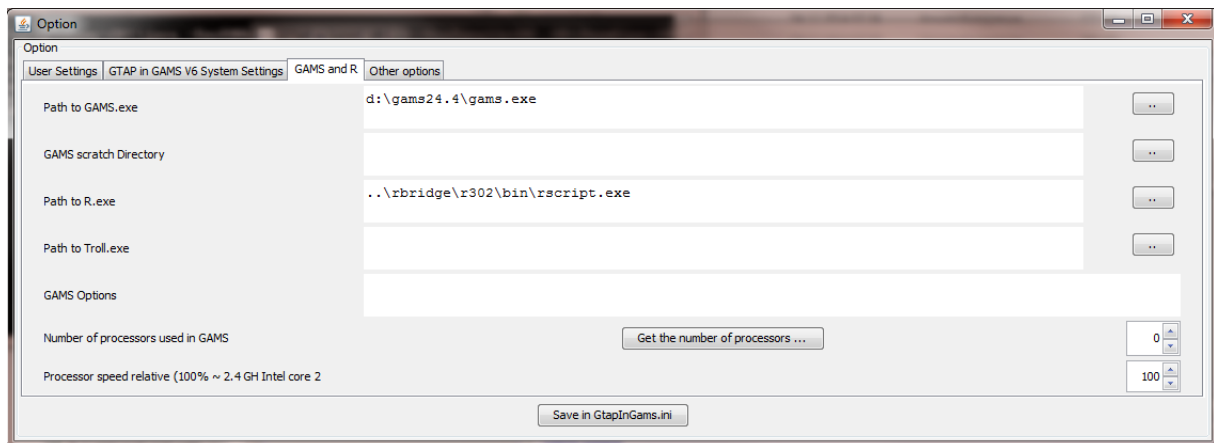 Option
Option
User Settings GTAP in GAMS V6 System Settings GAMS and R Other options
Path to GAMS.exe d:\gams24.4\gams.exe ..
GAMS scratch Directory ..
Path to R.exe ..\rbridge\r302\bin\rscript.exe ..
Path to Troll.exe ..
GAMS Options
Number of processors used in GAMS Get the number of processors ... 0
Processor speed relative (100% ~ 2.4 GH Intel core 2 100
Save in GtapInGams.ini